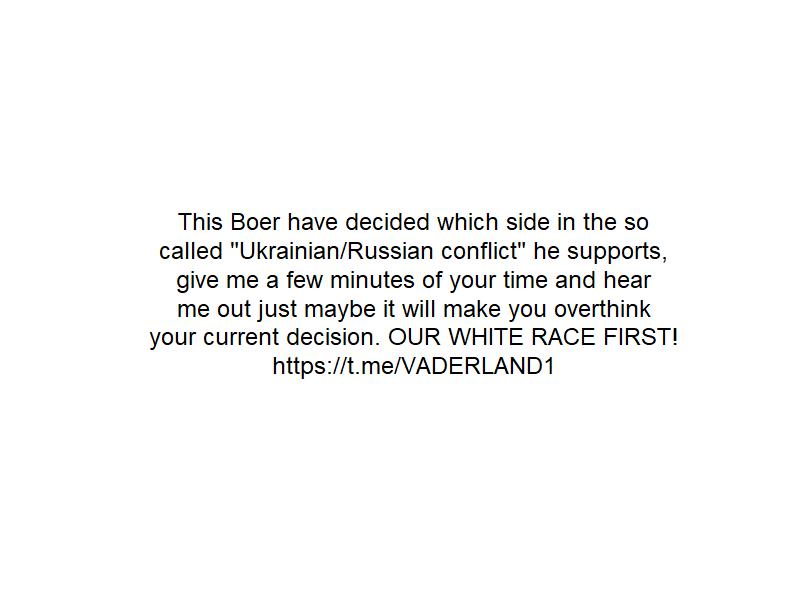 This Boer have decided which side in the so
called "Ukrainian/Russian conflict" he supports,
give me a few minutes of your time and hear
me out just maybe it will make you overthink
your current decision. OUR WHITE RACE FIRST!
https://t.me/VADERLAND1